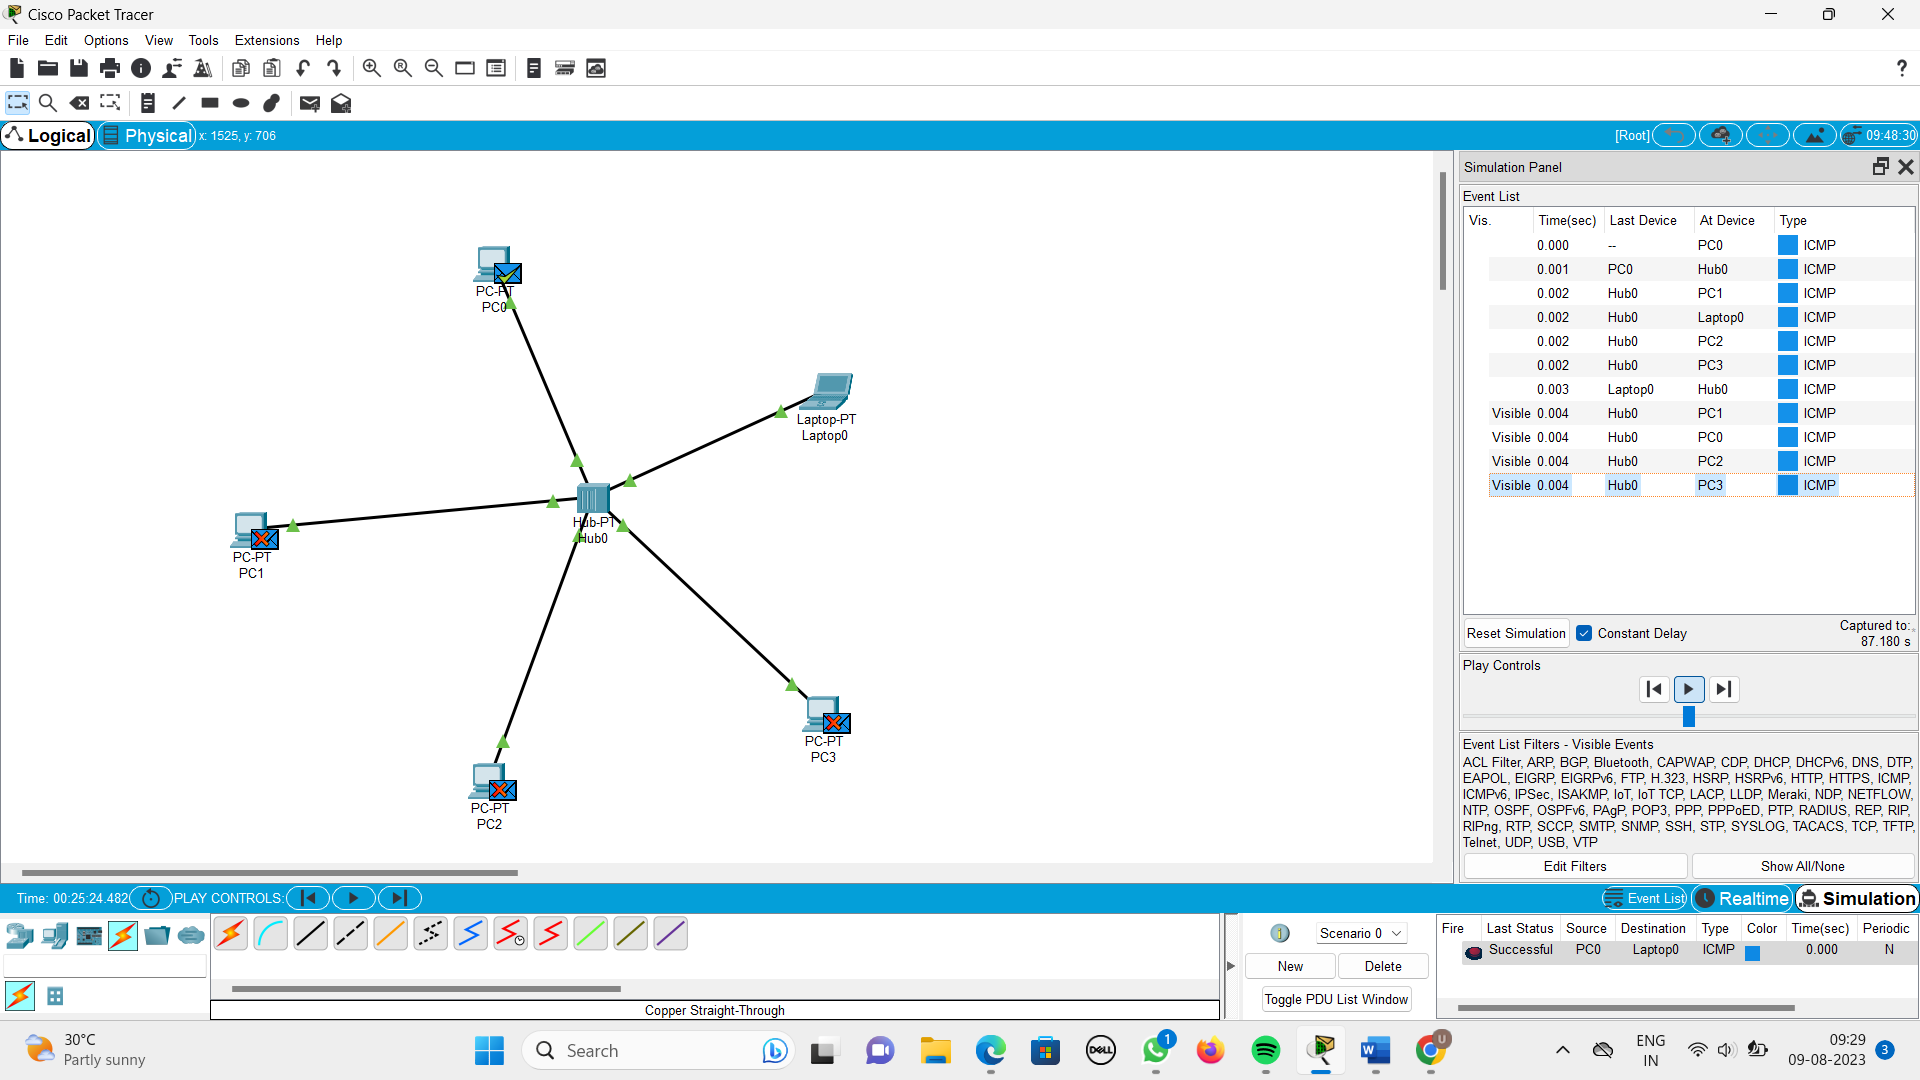 Cisco Packet Tracer
File Edit Options View Tools Extensions Help
?
Logical Physical x: 1525, y: 706 [Root] 09:48:30
PC-PT
PC0
Laptop-PT
Laptop0
Hub-PT
Hub0
PC-PT
PC1
PC-PT
PC3
PC-PT
PC2
Simulation Panel
Event List
Vis. Time(sec) Last Device At Device Type
0.000 -- PC0 ICMP
0.001 PC0 Hub0 ICMP
0.002 Hub0 PC1 ICMP
0.002 Hub0 Laptop0 ICMP
0.002 Hub0 PC2 ICMP
0.002 Hub0 PC3 ICMP
0.003 Laptop0 Hub0 ICMP
Visible 0.004 Hub0 PC1 ICMP
Visible 0.004 Hub0 PC0 ICMP
Visible 0.004 Hub0 PC2 ICMP
Visible 0.004 Hub0 PC3 ICMP
Reset Simulation Constant Delay Captured to:
87.180 s
Play Controls
Event List Filters - Visible Events
ACL Filter, ARP, BGP, Bluetooth, CAPWAP, CDP, DHCP, DHCPv6, DNS, DTP,
EAPOL, EIGRP, EIGRPv6, FTP, H.323, HSRP, HSRPv6, HTTP, HTTPS, ICMP,
ICMPv6, IPSec, ISAKMP, IoT, IoT TCP, LACP, LLDP, Meraki, NDP, NETFLOW,
NTP, OSPF, OSPFv6, PAgP, POP3, PPP, PPPoED, PTP, RADIUS, REP, RIP,
RIPng, RTP, SCCP, SMTP, SNMP, SSH, STP, SYSLOG, TACACS, TCP, TFTP,
Telnet, UDP, USB, VTP
Edit Filters Show All/None
Time: 00:25:24.482 PLAY CONTROLS: Event List Realtime Simulation
Scenario 0
New Delete
Toggle PDU List Window
Fire Last Status Source Destination Type Color Time(sec) Periodic
Successful PC0 Laptop0 ICMP 0.000 N
Copper Straight-Through
30°C
Partly sunny
Search
DELL
1
U
ENG
IN
09:29
09-08-2023
3